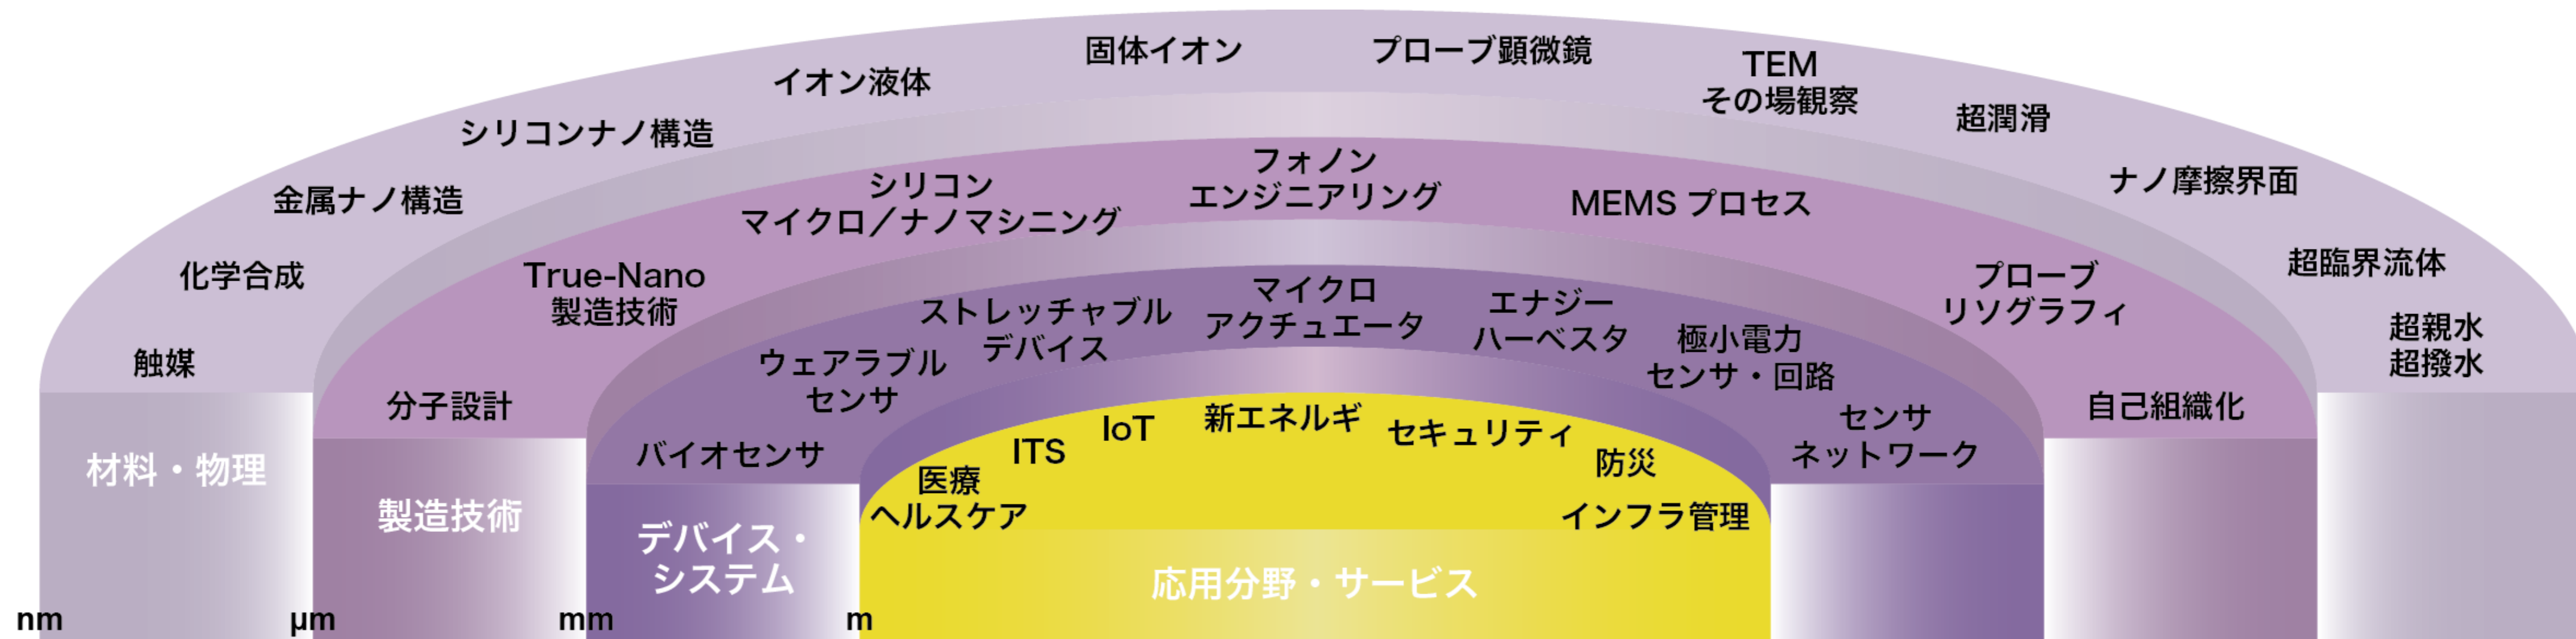 固体イオン
プローブ顕微鏡
イオン液体
TEM
その場観察
シリコンナノ構造
超潤滑
金属ナノ構造
ナノ摩擦界面
化学合成
超臨界流体
触媒
超親水
超撥水
材料・物理
フォノン
エンジニアリング
シリコン
マイクロ/ナノマシニング
MEMS プロセス
True-Nano
製造技術
プローブ
リソグラフィ
分子設計
自己組織化
製造技術
マイクロ
アクチュエータ
ストレッチャブル
デバイス
エナジー
ハーベスタ
ウェアラブル
センサ
極小電力
センサ・回路
バイオセンサ
センサ
ネットワーク
デバイス・
システム
新エネルギ
IoT
セキュリティ
ITS
防災
医療
ヘルスケア
インフラ管理
応用分野・サービス
nm
μm
mm
m